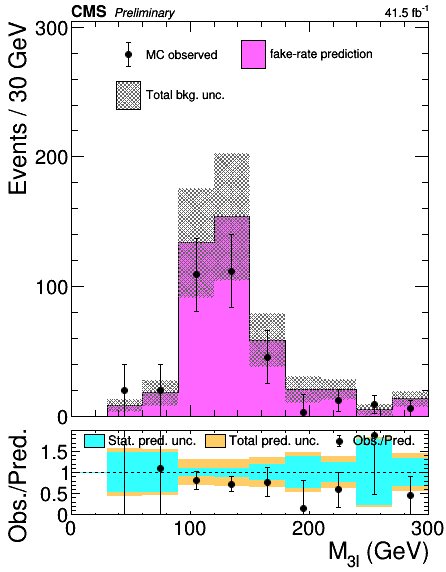 CMS Preliminary 41.5 fb⁻¹
300
MC observed fake-rate prediction
Total bkg. unc.
Events / 30 GeV
200
100
0
Stat. pred. unc. Total pred. unc. Obs./Pred.
Obs./Pred.
1.5
1
0.5
0
0 100 200 300
M₃ₗ (GeV)